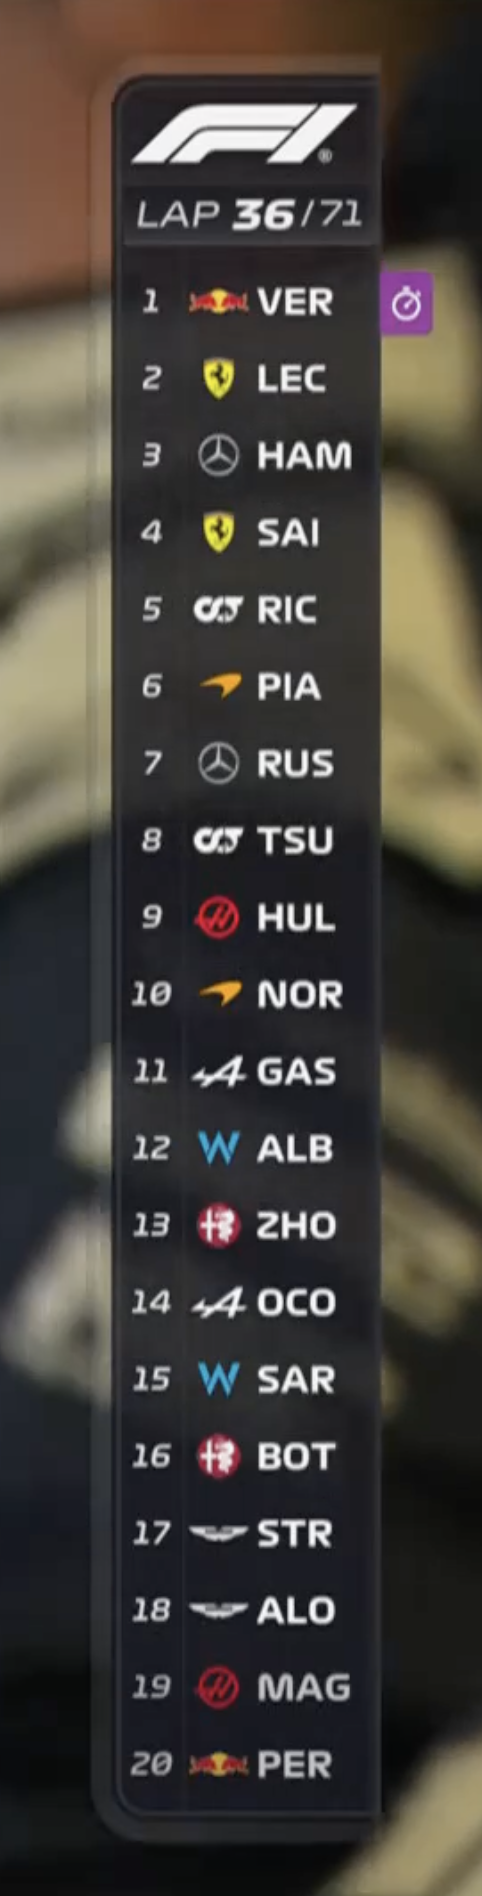 F1®
LAP 36/71
1 VER
2 LEC
3 HAM
4 SAI
5 RIC
6 PIA
7 RUS
8 TSU
9 HUL
10 NOR
11 GAS
12 ALB
13 ZHO
14 OCO
15 SAR
16 BOT
17 STR
18 ALO
19 MAG
20 PER